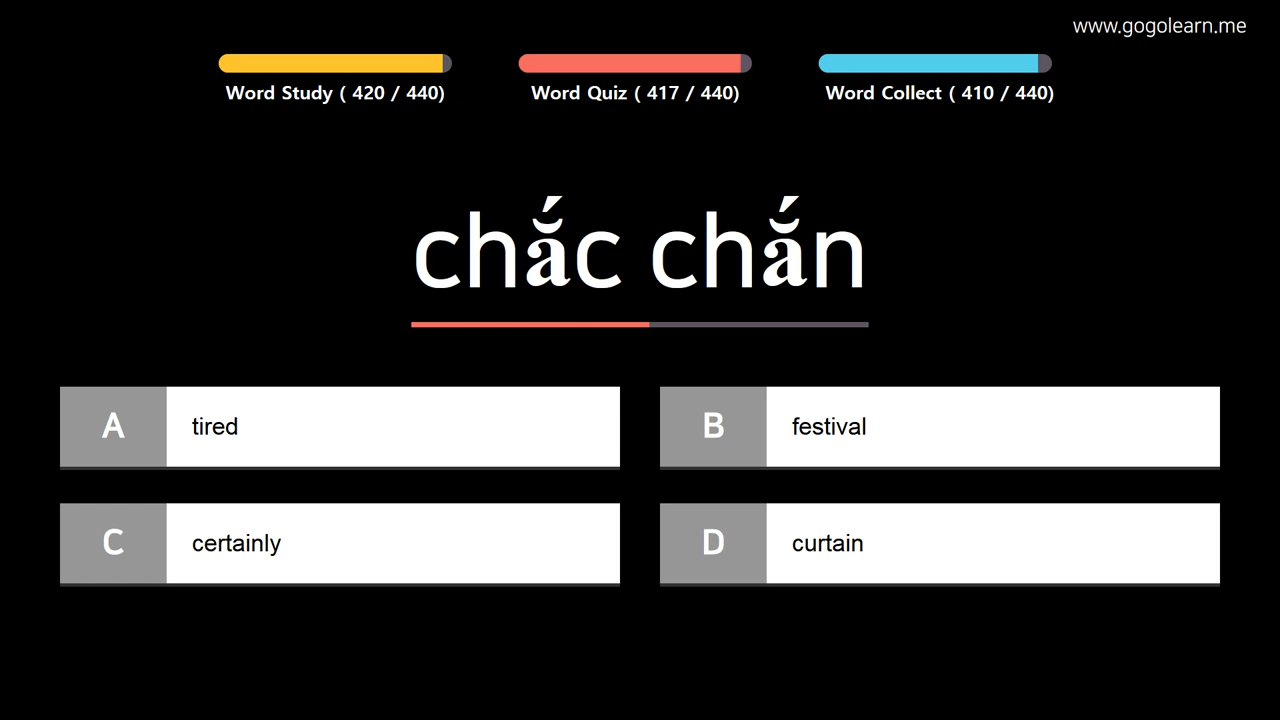 www.gogolearn.me
Word Study ( 420 / 440)
Word Quiz ( 417 / 440)
Word Collect ( 410 / 440)
chắc chắn
A tired
B festival
C certainly
D curtain